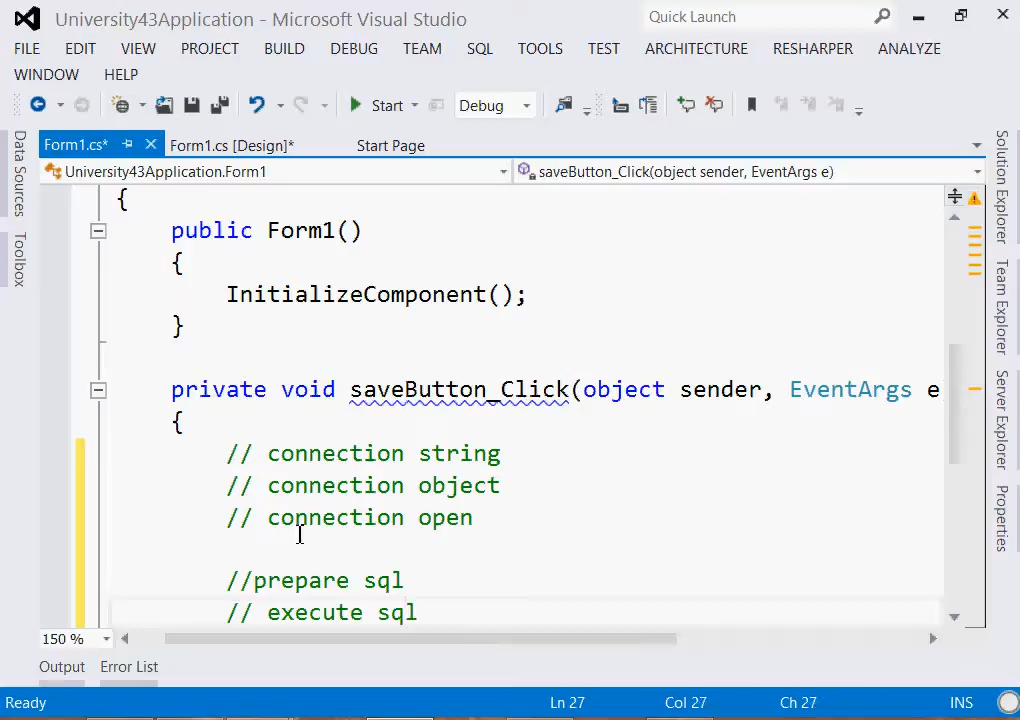 University43Application - Microsoft Visual Studio
Quick Launch
FILE EDIT VIEW PROJECT BUILD DEBUG TEAM SQL TOOLS TEST ARCHITECTURE RESHARPER ANALYZE
WINDOW HELP
Start
Debug
Form1.cs*
Form1.cs [Design]*
Start Page
University43Application.Form1
saveButton_Click(object sender, EventArgs e)
Data Sources
Toolbox
{
public Form1()
{
InitializeComponent();
}
private void saveButton_Click(object sender, EventArgs e
{
// connection string
// connection object
// connection open
//prepare sql
// execute sql
Solution Explorer
Team Explorer
Server Explorer
Properties
150 %
Output
Error List
Ready
Ln 27
Col 27
Ch 27
INS